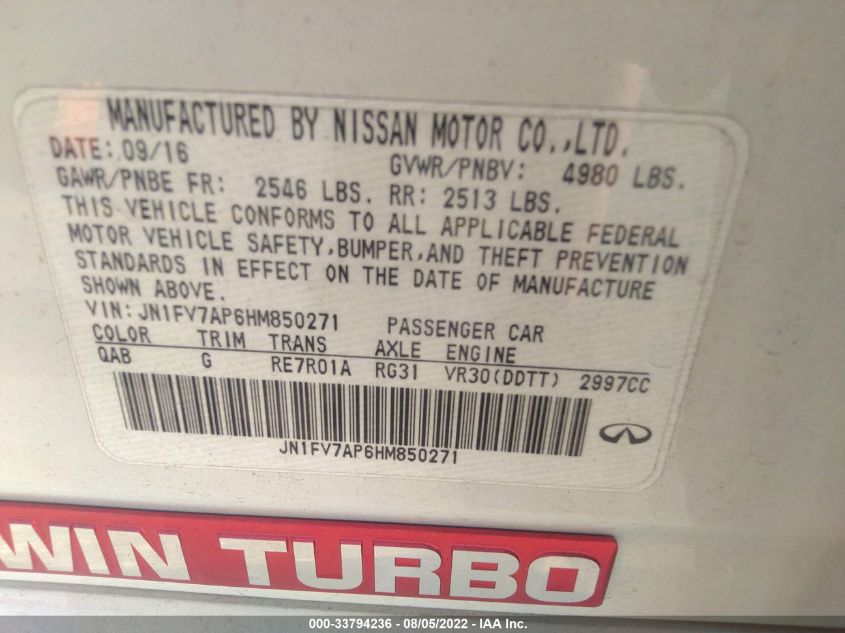 MANUFACTURED BY NISSAN MOTOR CO.,LTD.
DATE: 09/16 GVWR/PNBV: 4980 LBS.
GAWR/PNBE FR: 2546 LBS. RR: 2513 LBS.
THIS VEHICLE CONFORMS TO ALL APPLICABLE FEDERAL
MOTOR VEHICLE SAFETY,BUMPER,AND THEFT PREVENTION
STANDARDS IN EFFECT ON THE DATE OF MANUFACTURE
SHOWN ABOVE.
VIN: JN1FV7AP6HM850271 PASSENGER CAR
COLOR TRIM TRANS AXLE ENGINE
QAB G RE7R01A RG31 VR30(DDTT) 2997CC
JN1FV7AP6HM850271
WIN TURBO
000-33794236 - 08/05/2022 - IAA Inc.